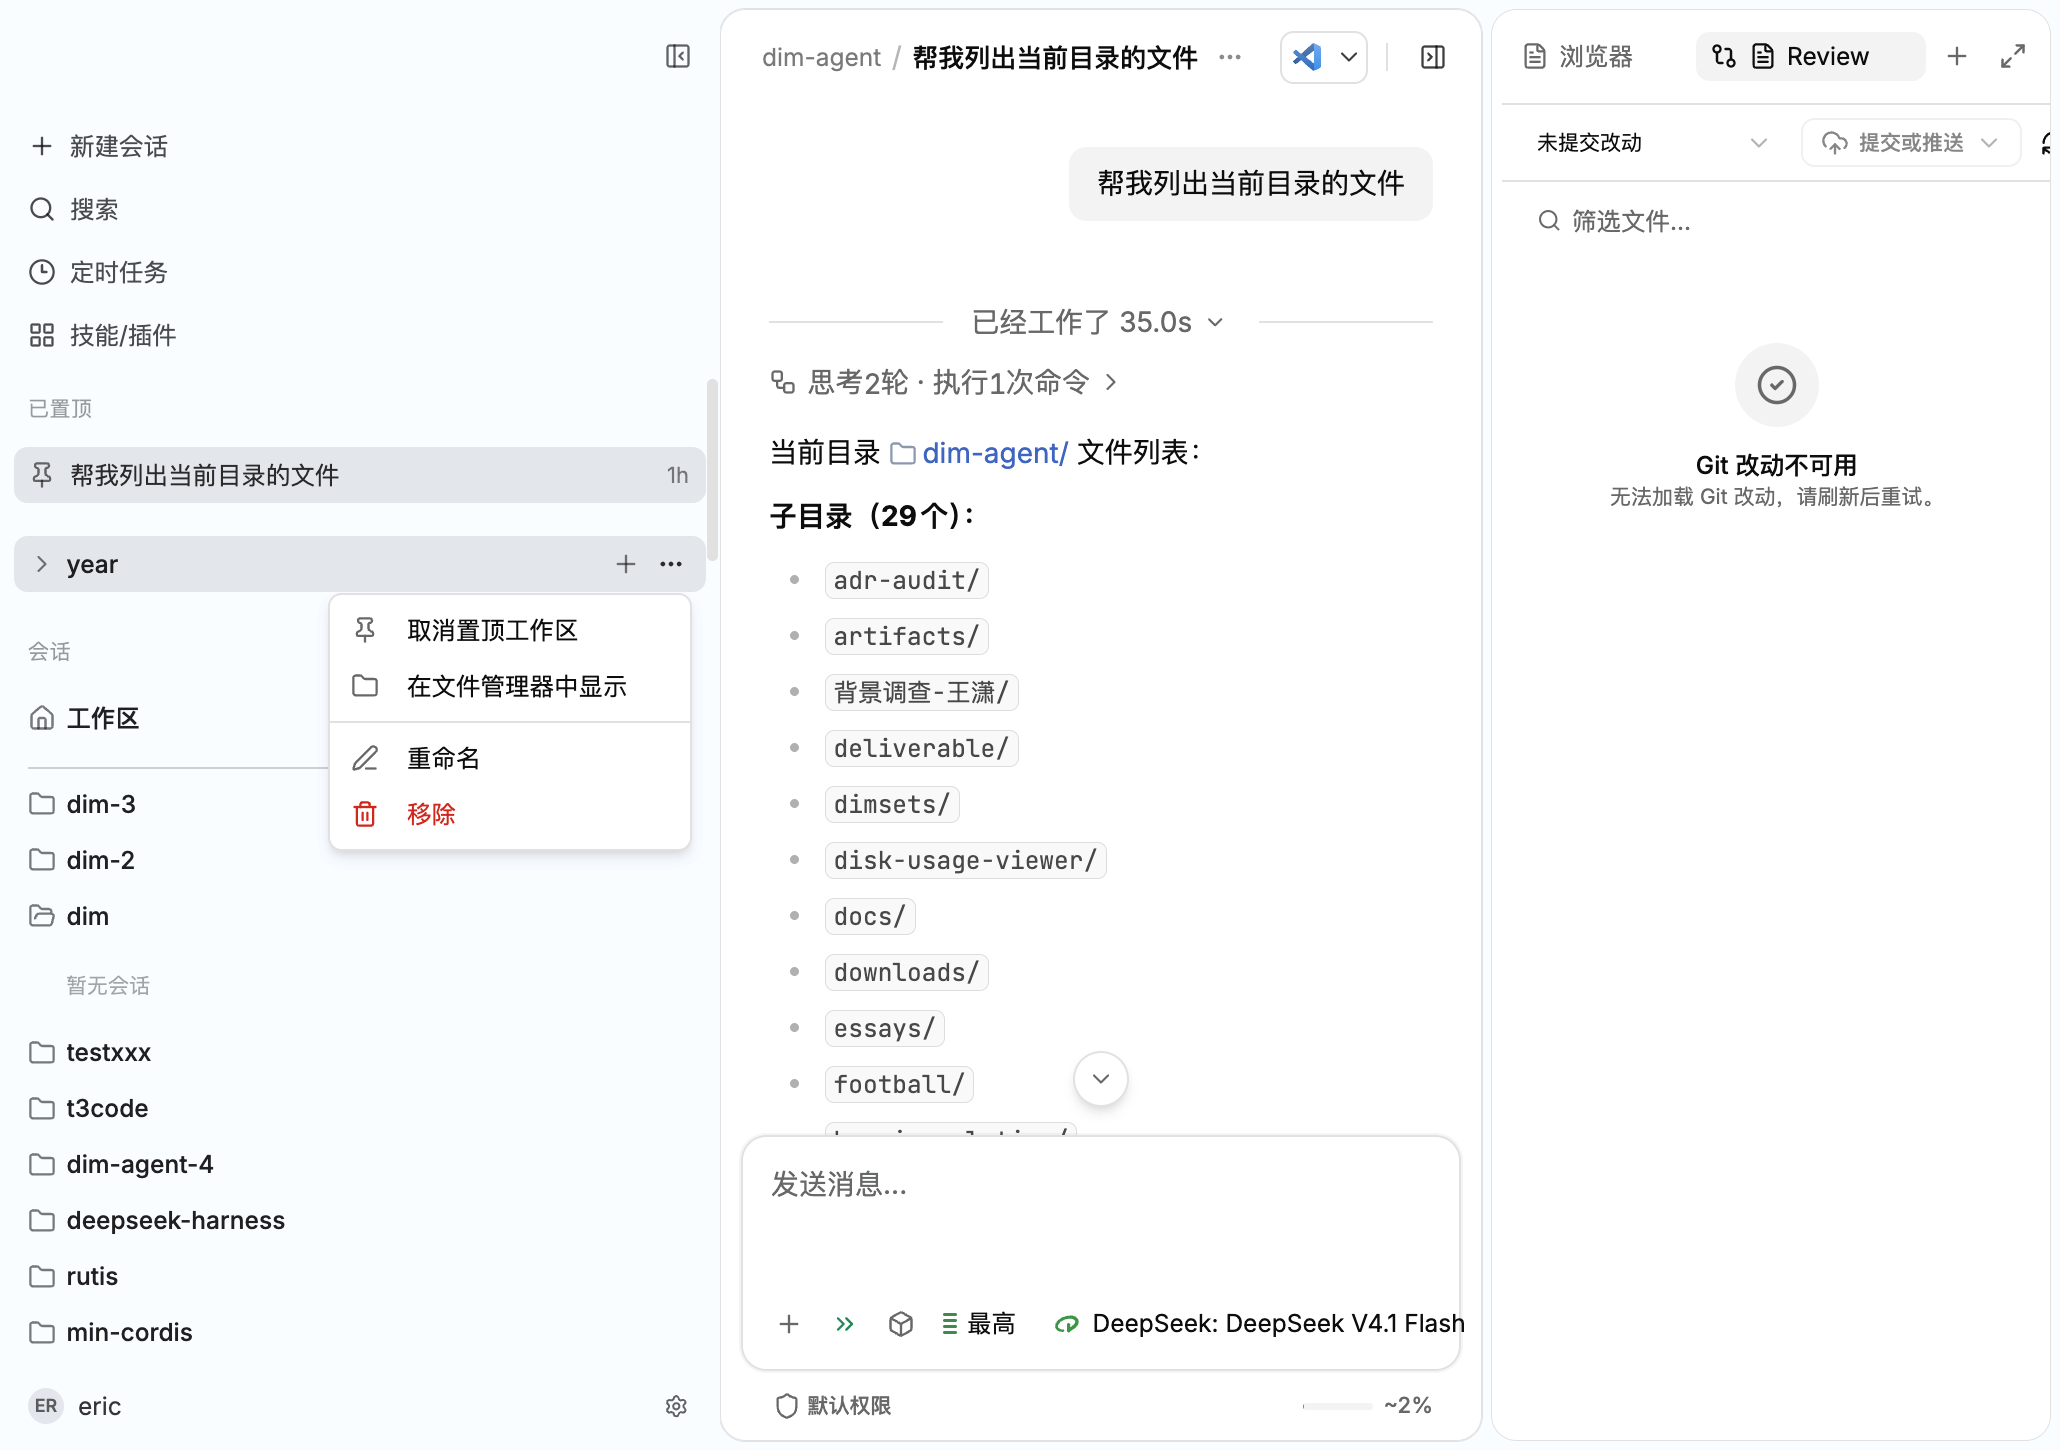 新建会话
搜索
定时任务
技能/插件
已置顶
帮我列出当前目录的文件 1h
year
取消置顶工作区
在文件管理器中显示
重命名
移除
会话
工作区
dim-3
dim-2
dim
暂无会话
testxxx
t3code
dim-agent-4
deepseek-harness
rutis
min-cordis
ER eric
dim-agent / 帮我列出当前目录的文件
帮我列出当前目录的文件
已经工作了 35.0s
思考2轮 · 执行1次命令
当前目录 dim-agent/ 文件列表：
子目录（29个）：
adr-audit/
artifacts/
背景调查-王潇/
deliverable/
dimsets/
disk-usage-viewer/
docs/
downloads/
essays/
football/
发送消息...
最高 DeepSeek: DeepSeek V4.1 Flash
默认权限 ~2%
浏览器 Review
未提交改动 提交或推送
筛选文件...
Git 改动不可用
无法加载 Git 改动，请刷新后重试。